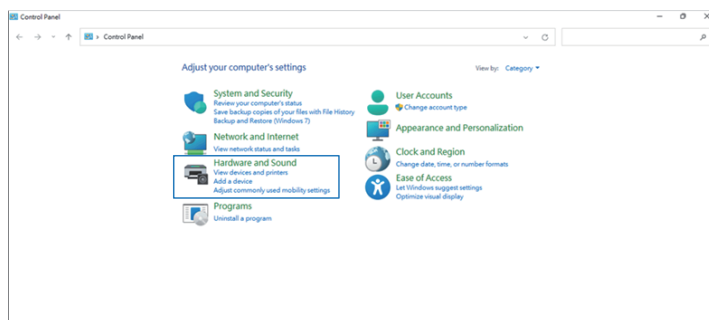 Control Panel
Control Panel
Adjust your computer's settings
View by: Category
System and Security
Review your computer's status
Save backup copies of your files with File History
Backup and Restore (Windows 7)
Network and Internet
View network status and tasks
Hardware and Sound
View devices and printers
Add a device
Adjust commonly used mobility settings
Programs
Uninstall a program
User Accounts
Change account type
Appearance and Personalization
Clock and Region
Change date, time, or number formats
Ease of Access
Let Windows suggest settings
Optimize visual display